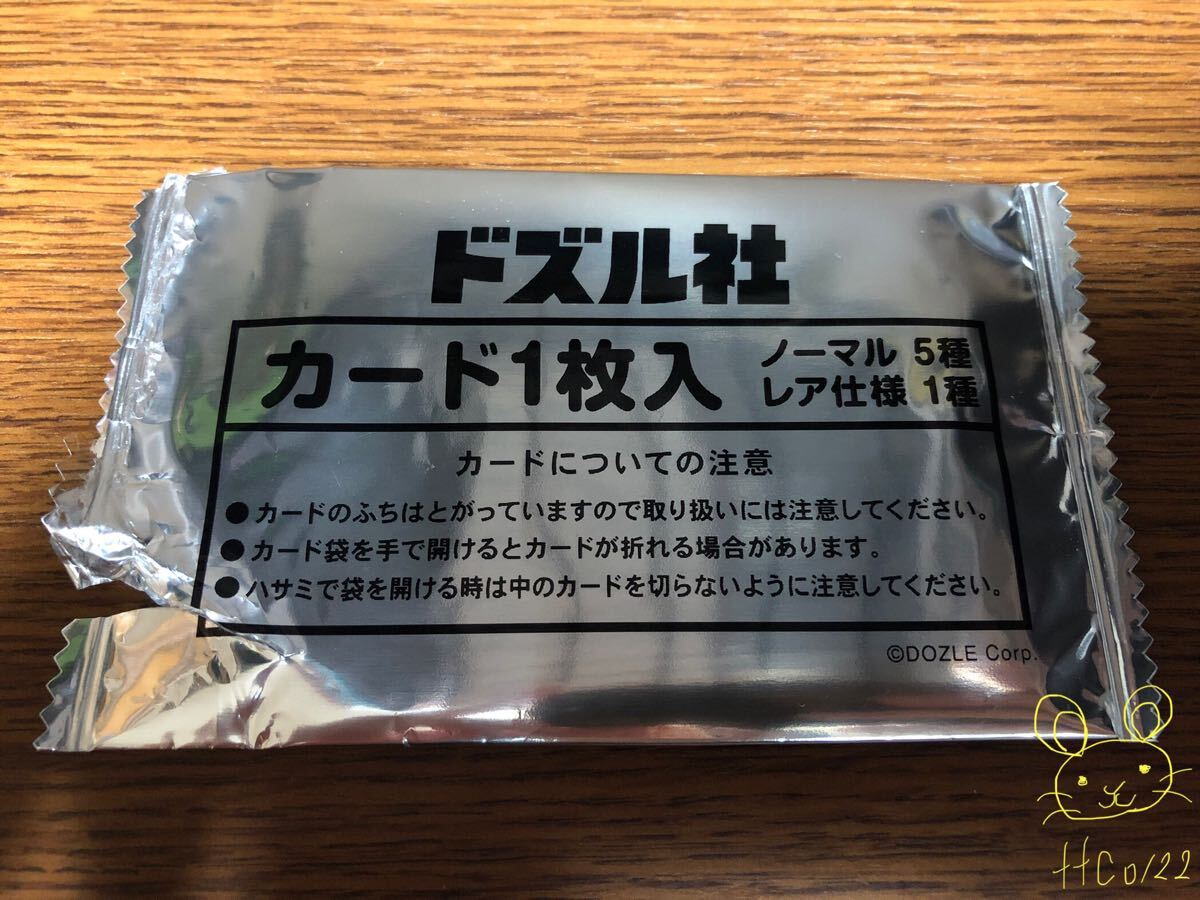 ドズル社
カード1枚入 ノーマル 5種
レア仕様 1種
カードについての注意
●カードのふちはとがっていますので取り扱いには注意してください。
●カード袋を手で開けるとカードが折れる場合があります。
●ハサミで袋を開ける時は中のカードを切らないように注意してください。
©DOZLE Corp.
HCo122